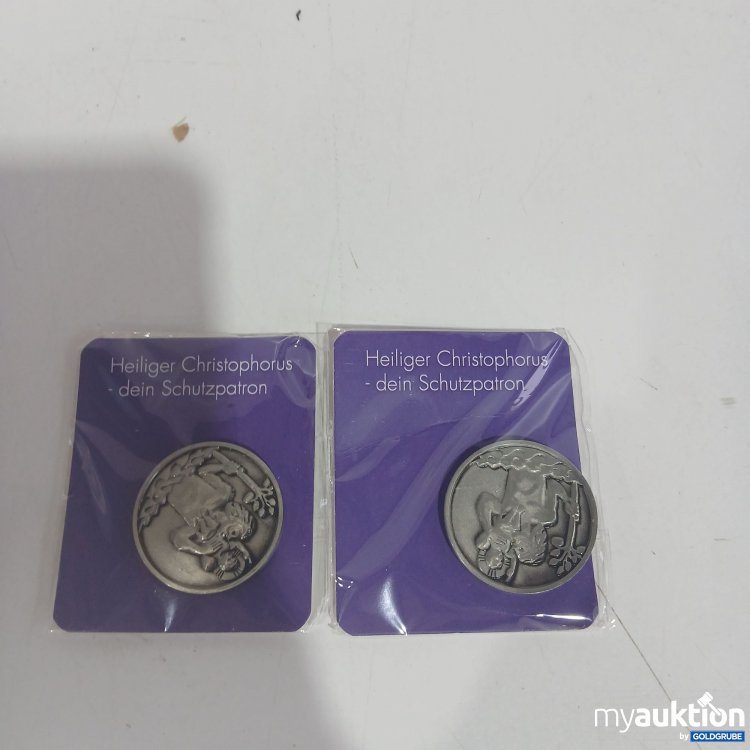 Heiliger Christophorus
- dein Schutzpatron
Heiliger Christophorus
- dein Schutzpatron
myauktion
by GOLDGRUBE